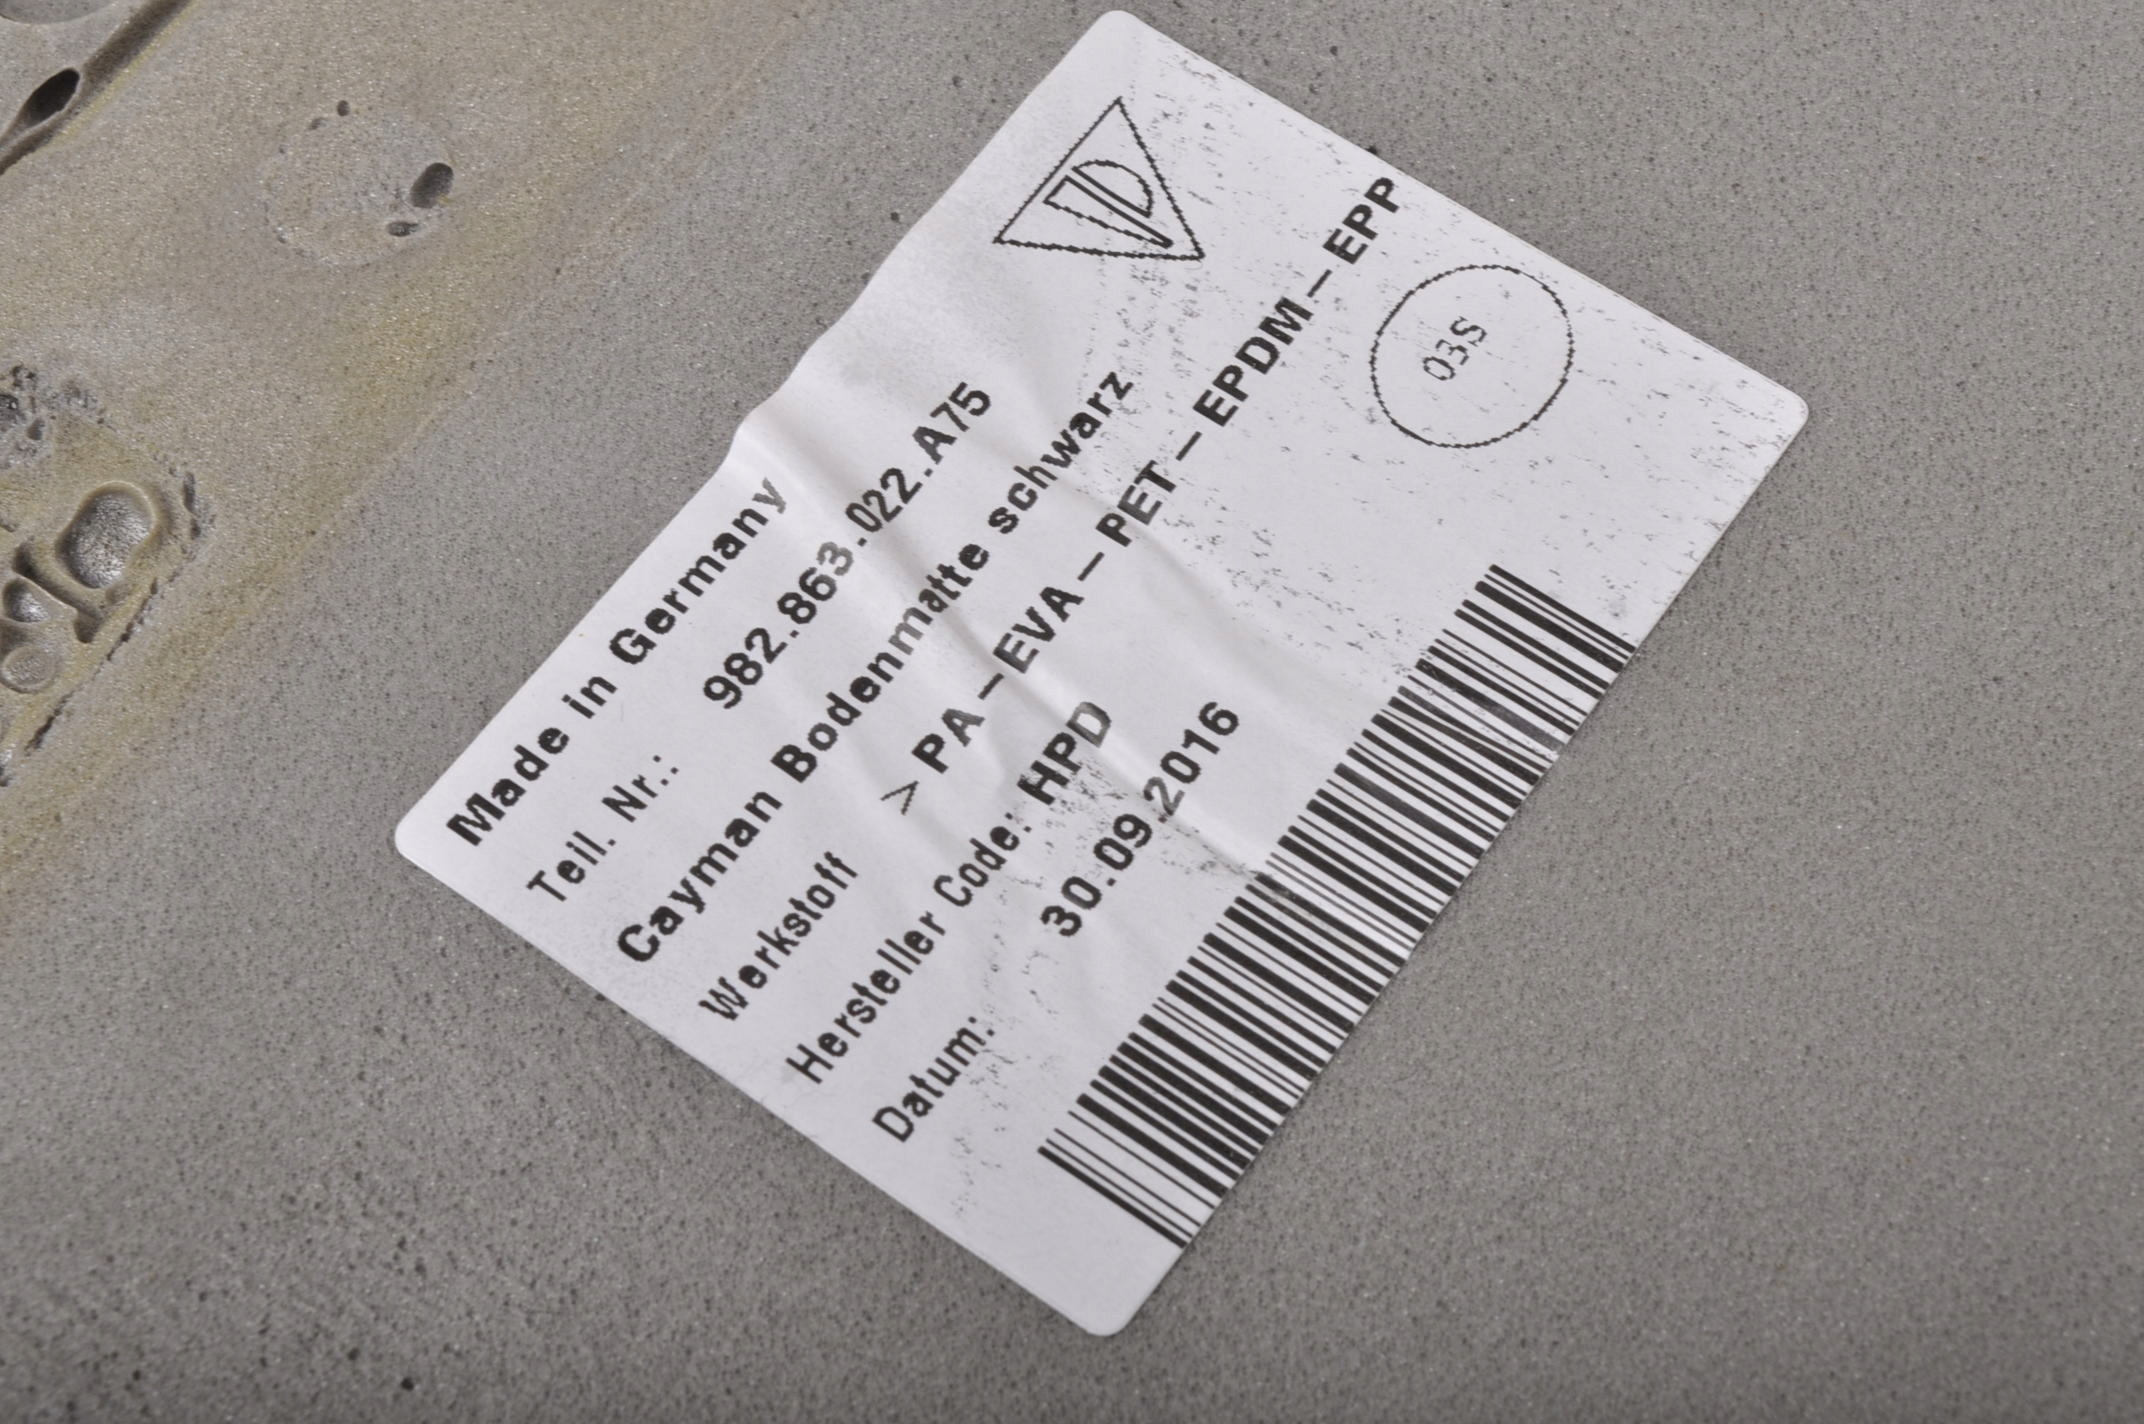 Made in Germany
Teil. Nr.: 982.863.022.A75
Cayman Bodenmatte schwarz
Werkstoff > PA-EVA-PET-EPDM-EPP
Hersteller Code: HPD
Datum: 30.09.2016
03S